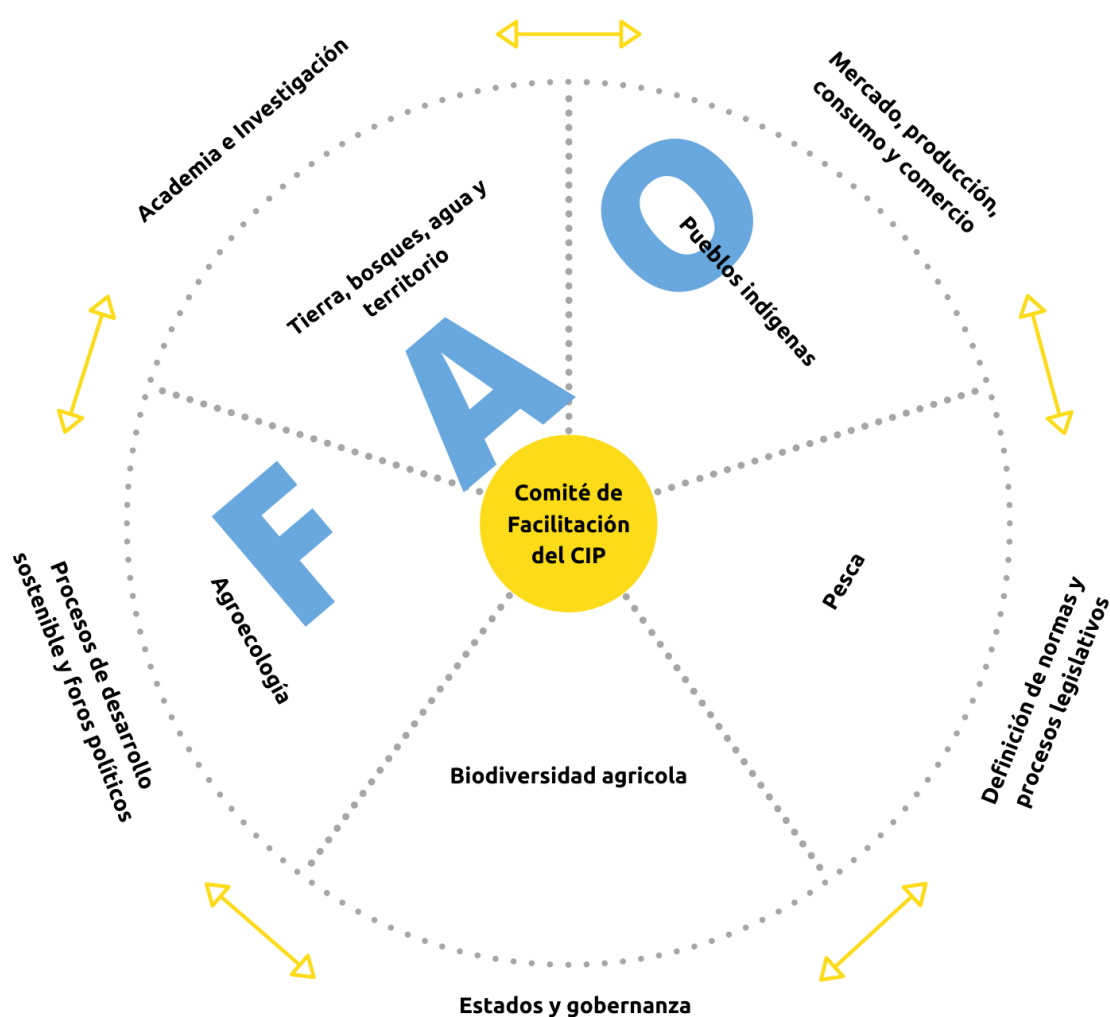 Academia e Investigación
Mercado, producción,
consumo y comercio
Tierra, bosques, agua y
territorio
Pueblos indígenas
FAO
Comité de
Facilitación
del CIP
Agroecología
Pesca
Procesos de desarrollo
sostenible y foros políticos
Definición de normas y
procesos legislativos
Biodiversidad agricola
Estados y gobernanza